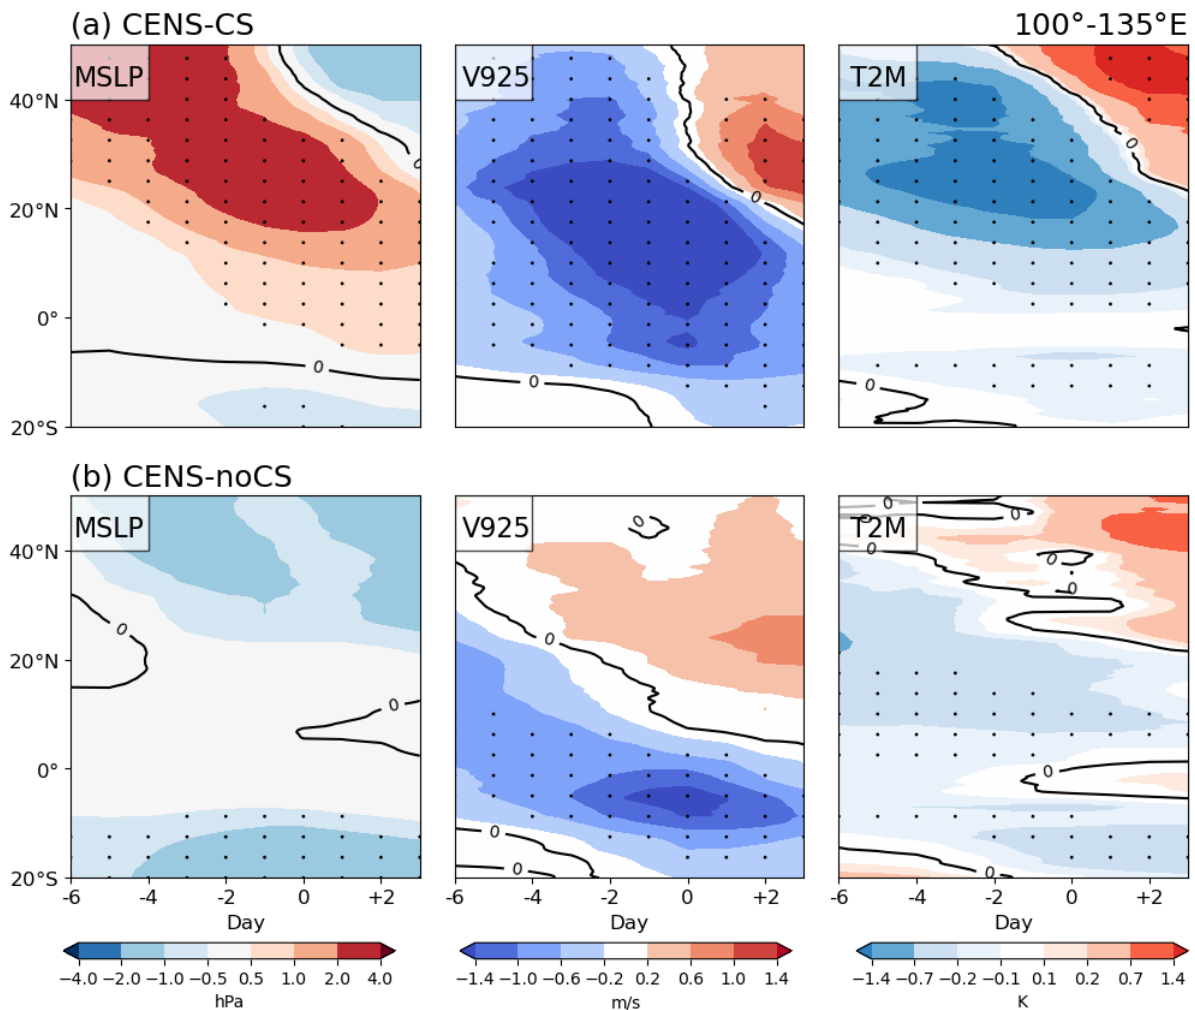 (a) CENS-CS 100°-135°E
MSLP V925 T2M
40°N
20°N
0°
20°S
0 0 0 0 0 0
(b) CENS-noCS
MSLP V925 T2M
40°N
20°N
0°
20°S
0 0 0 0 0 0 0 0 0 0 0 0 0
-6 -4 -2 0 +2 -6 -4 -2 0 +2 -6 -4 -2 0 +2
Day Day Day
−4.0 −2.0 −1.0 −0.5 0.5 1.0 2.0 4.0 −1.4 −1.0 −0.6 −0.2 0.2 0.6 1.0 1.4 −1.4 −0.7 −0.2 −0.1 0.1 0.2 0.7 1.4
hPa m/s K